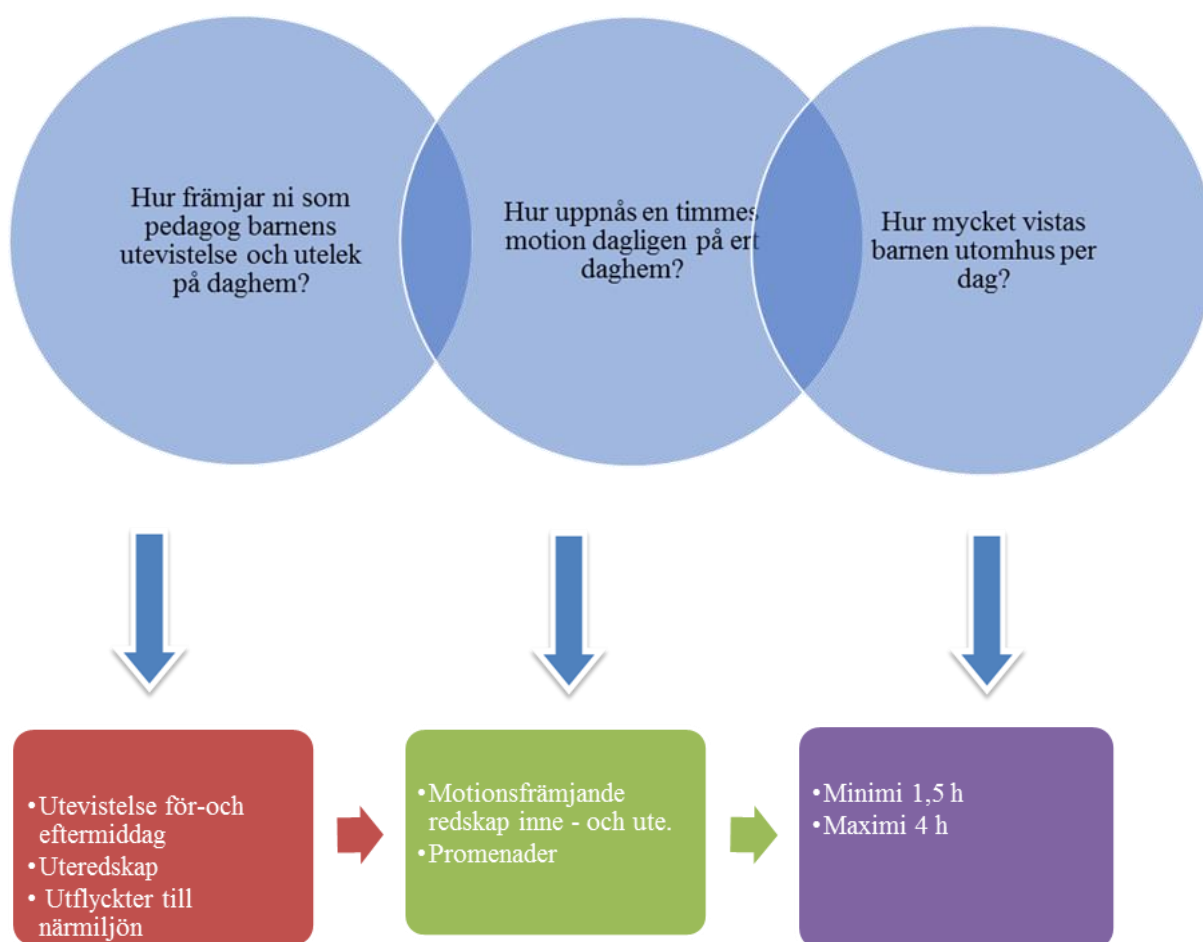 Hur främjar ni som
pedagog barnens
utevistelse och utelek
på daghem?
Hur uppnås en timmes
motion dagligen på ert
daghem?
Hur mycket vistas
barnen utomhus per
dag?
•Utevistelse för-och
eftermiddag
•Uteredskap
• Utflyckter till
närmiljön
•Motionsfrämjande
redskap inne - och ute.
•Promenader
•Minimi 1,5 h
•Maximi 4 h